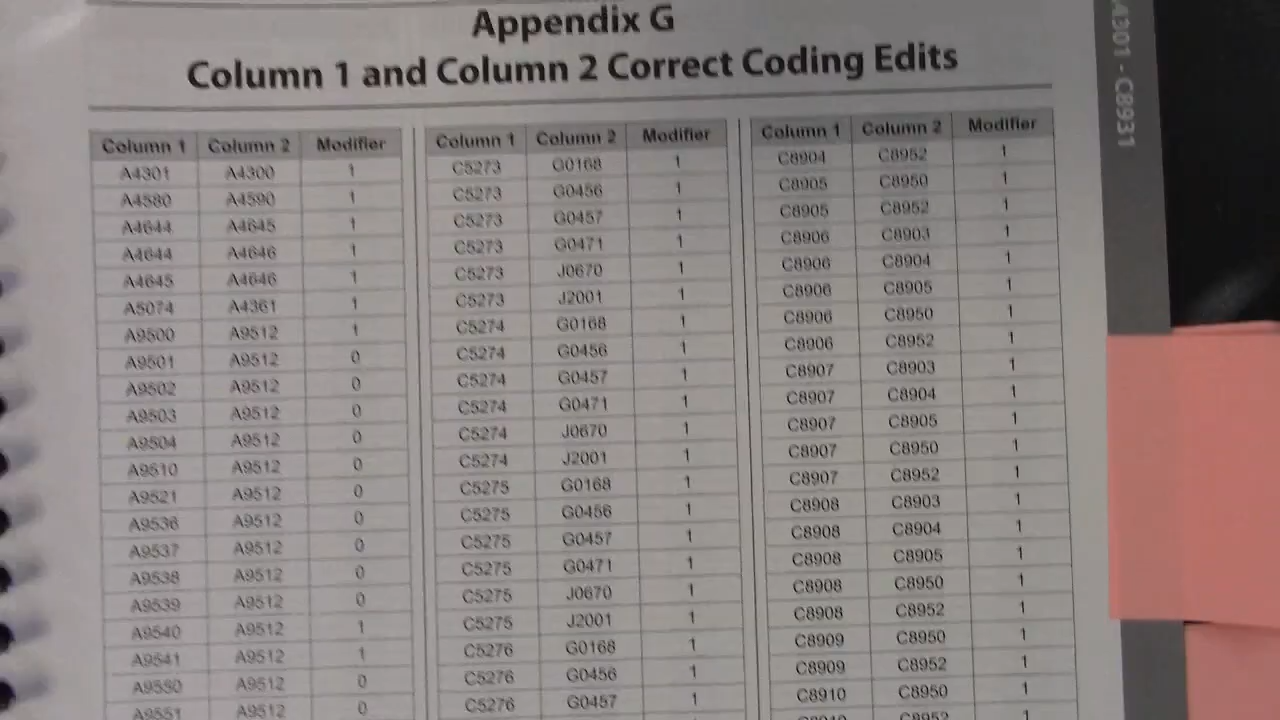 Appendix G
Column 1 and Column 2 Correct Coding Edits
Column 1 Column 2 Modifier
A4301 A4300 1
A4580 A4590 1
A4644 A4645 1
A4644 A4646 1
A4645 A4646 1
A5074 A4361 1
A9500 A9512 1
A9501 A9512 0
A9502 A9512 0
A9503 A9512 0
A9504 A9512 0
A9510 A9512 0
A9521 A9512 0
A9536 A9512 0
A9537 A9512 0
A9538 A9512 0
A9539 A9512 0
A9540 A9512 1
A9541 A9512 1
A9550 A9512 0
A9551 A9512 0
Column 1 Column 2 Modifier
C5273 G0168 1
C5273 G0456 1
C5273 G0457 1
C5273 G0471 1
C5273 J0670 1
C5273 J2001 1
C5274 G0168 1
C5274 G0456 1
C5274 G0457 1
C5274 G0471 1
C5274 J0670 1
C5274 J2001 1
C5275 G0168 1
C5275 G0456 1
C5275 G0457 1
C5275 G0471 1
C5275 J0670 1
C5275 J2001 1
C5276 G0168 1
C5276 G0456 1
C5276 G0457 1
Column 1 Column 2 Modifier
C8904 C8952 1
C8905 C8950 1
C8905 C8952 1
C8906 C8903 1
C8906 C8904 1
C8906 C8905 1
C8906 C8950 1
C8906 C8952 1
C8907 C8903 1
C8907 C8904 1
C8907 C8905 1
C8907 C8950 1
C8907 C8952 1
C8908 C8903 1
C8908 C8904 1
C8908 C8905 1
C8908 C8950 1
C8908 C8952 1
C8909 C8950 1
C8909 C8952 1
C8910 C8950 1
C8952 1
- C8931